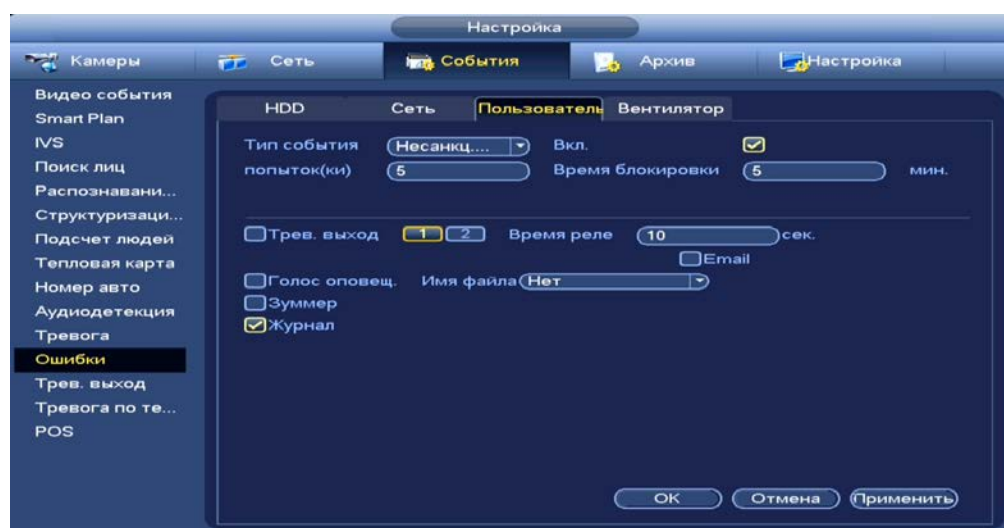 Настройка
Камеры Сеть События Архив Настройка
Видео события
Smart Plan
IVS
Поиск лиц
Распознавани...
Структуризаци...
Подсчет людей
Тепловая карта
Номер авто
Аудиодетекция
Тревога
Ошибки
Трев. выход
Тревога по те...
POS
HDD Сеть Пользователь Вентилятор
Тип события Несанкц.... Вкл.
попыток(ки) 5 Время блокировки 5 мин.
Трев. выход 1 2 Время реле 10 сек.
Email
Голос оповещ. Имя файла Нет
Зуммер
Журнал
OK Отмена Применить